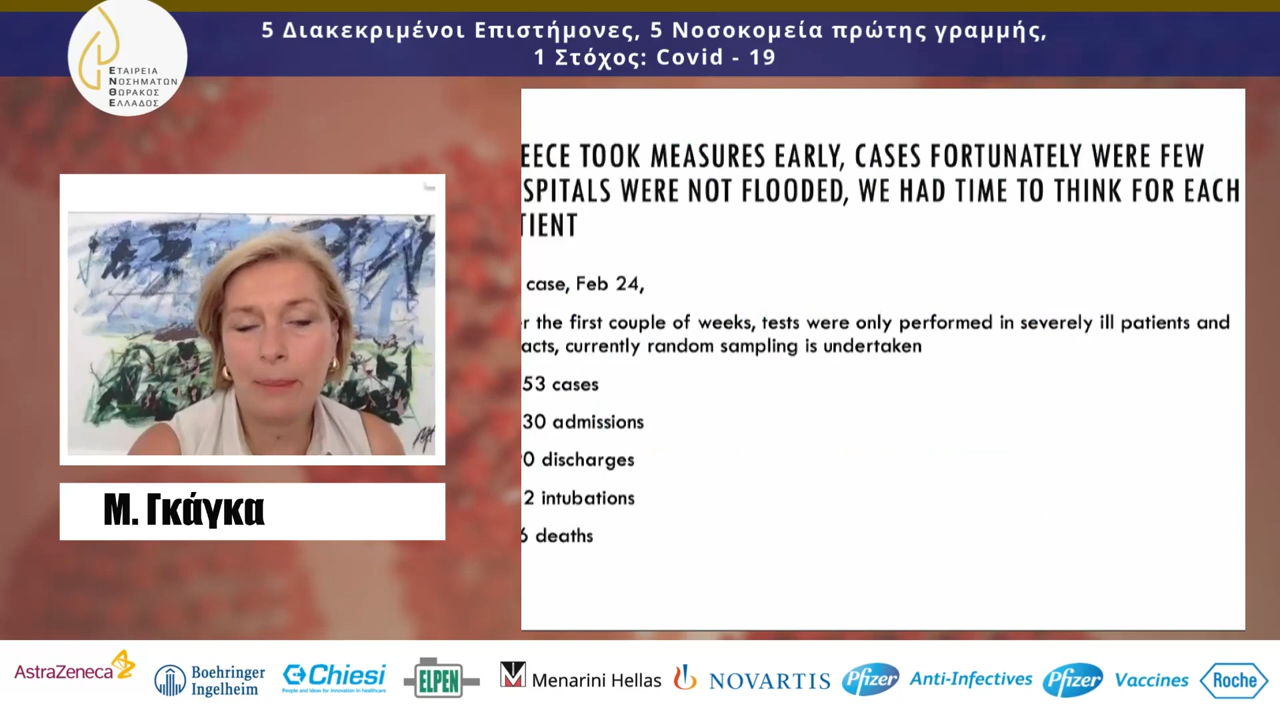 5 Διακεκριμένοι Επιστήμονες, 5 Νοσοκομεία πρώτης γραμμής,
1 Στόχος: Covid - 19
ΕΤΑΙΡΕΙΑ
ΝΟΣΗΜΑΤΩΝ
ΘΩΡΑΚΟΣ
ΕΛΛΑΔΟΣ
EECE TOOK MEASURES EARLY, CASES FORTUNATELY WERE FEW
SPITALS WERE NOT FLOODED, WE HAD TIME TO THINK FOR EACH
TIENT
case, Feb 24,
r the first couple of weeks, tests were only performed in severely ill patients and
acts, currently random sampling is undertaken
53 cases
30 admissions
0 discharges
2 intubations
6 deaths
Μ. Γκάγκα
AstraZeneca
Boehringer
Ingelheim
Chiesi
People and ideas for innovation in healthcare
ELPEN
Menarini Hellas
NOVARTIS
Pfizer
Anti-Infectives
Pfizer
Vaccines
Roche